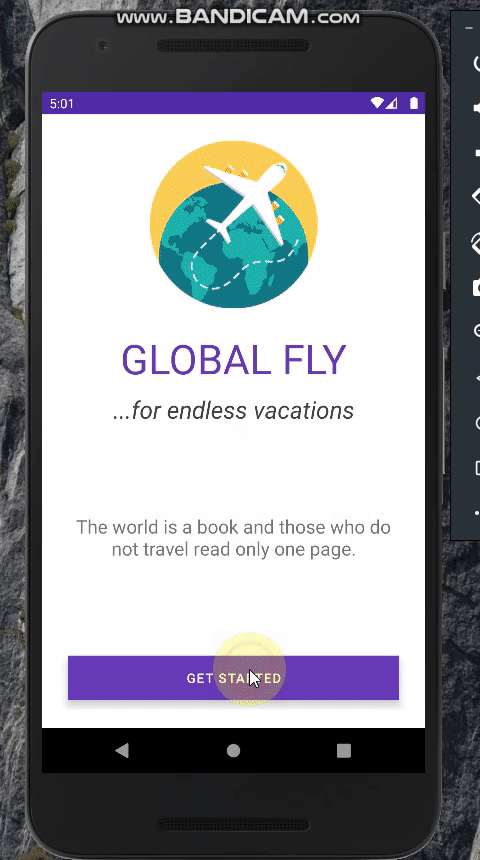 WWW.BANDICAM.COM
5:01
GLOBAL FLY
...for endless vacations
The world is a book and those who do
not travel read only one page.
GET STARTED